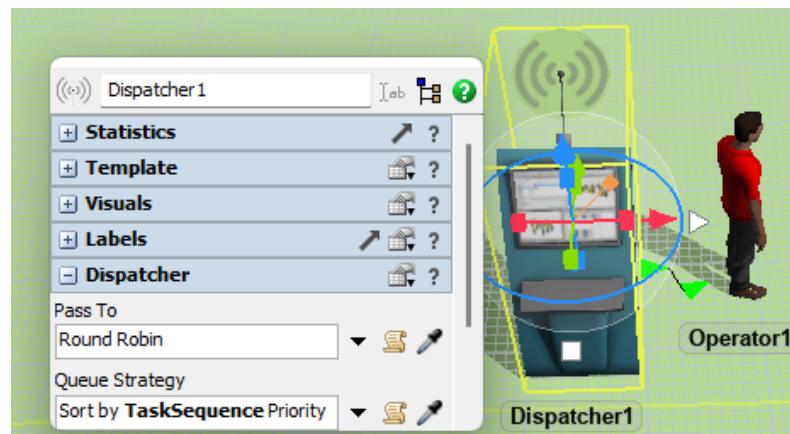 Dispatcher1
Statistics
Template
Visuals
Labels
Dispatcher
Pass To
Round Robin
Queue Strategy
Sort by TaskSequence Priority
Operator1
Dispatcher1